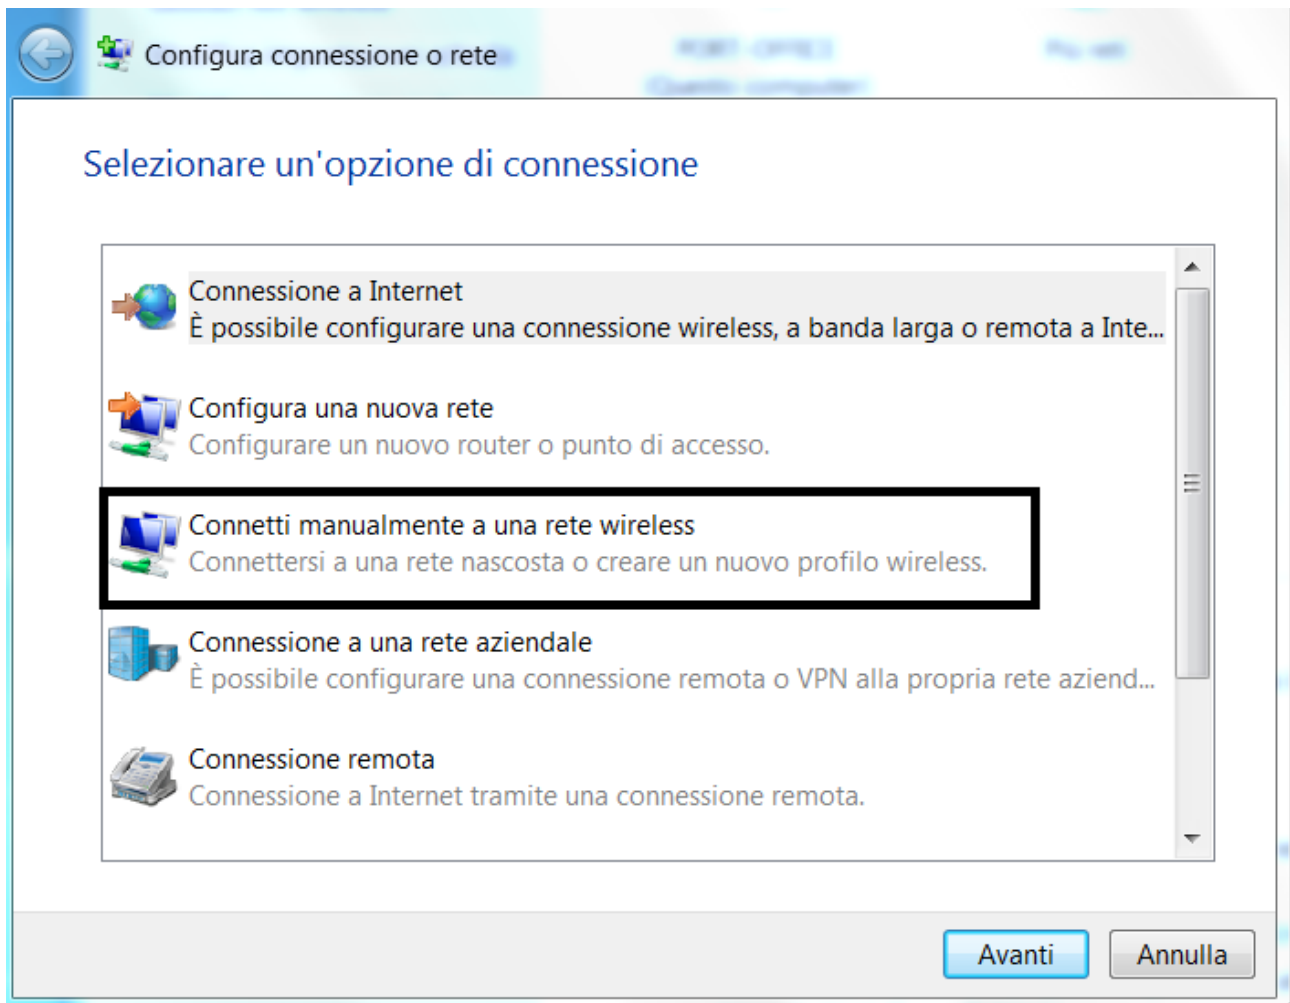 Configura connessione o rete
Selezionare un'opzione di connessione
Connessione a Internet
È possibile configurare una connessione wireless, a banda larga o remota a Inte...
Configura una nuova rete
Configurare un nuovo router o punto di accesso.
Connetti manualmente a una rete wireless
Connettersi a una rete nascosta o creare un nuovo profilo wireless.
Connessione a una rete aziendale
È possibile configurare una connessione remota o VPN alla propria rete aziend...
Connessione remota
Connessione a Internet tramite una connessione remota.
Avanti
Annulla